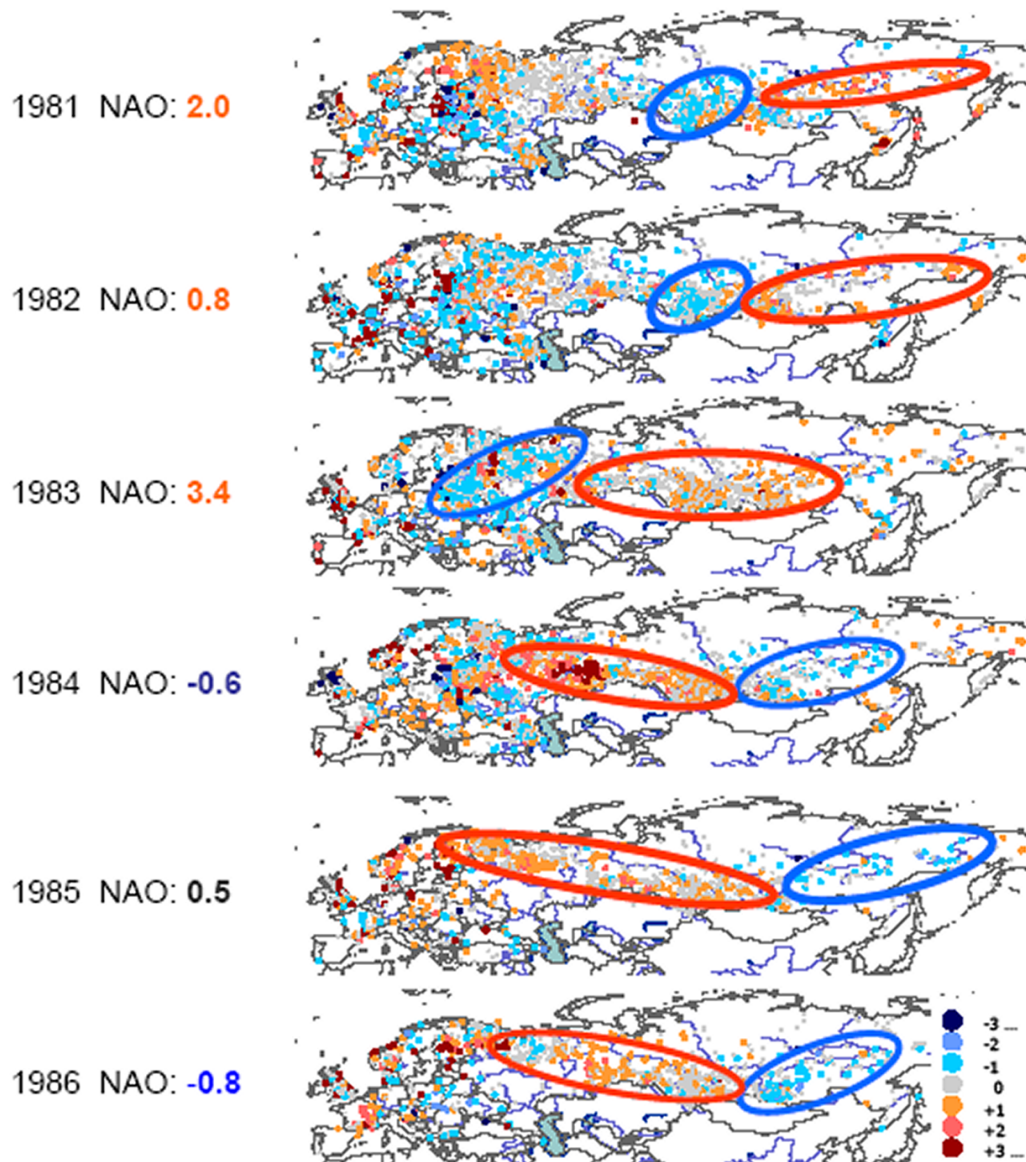 1981 NAO: 2.0
1982 NAO: 0.8
1983 NAO: 3.4
1984 NAO: -0.6
1985 NAO: 0.5
1986 NAO: -0.8
-3 ...
-2
-1
0
+1
+2
+3 ...